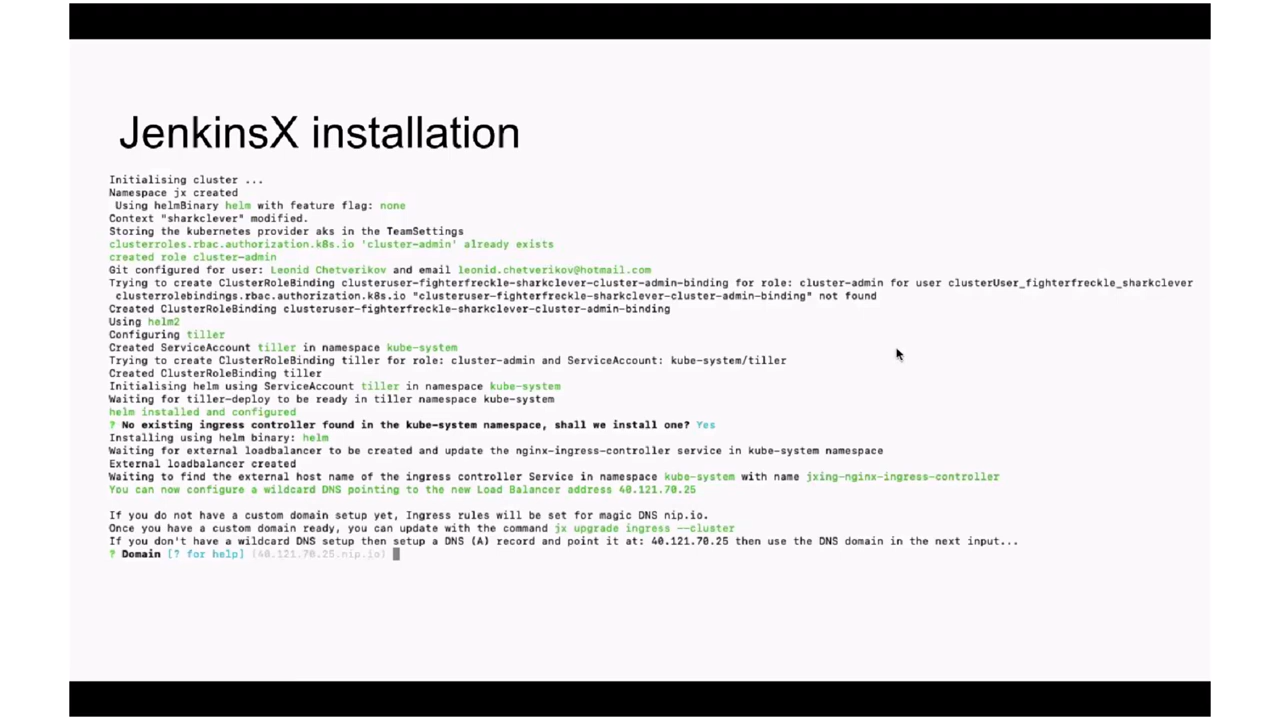 JenkinsX installation
Initialising cluster ...
Namespace jx created
Using helmBinary helm with feature flag: none
Context "sharkclever" modified.
Storing the kubernetes provider aks in the TeamSettings
clusterroles.rbac.authorization.k8s.io 'cluster-admin' already exists
created role cluster-admin
Git configured for user: Leonid Chetverikov and email leonid.chetverikov@hotmail.com
Trying to create ClusterRoleBinding clusteruser-fighterfreckle-sharkclever-cluster-admin-binding for role: cluster-admin for user clusterUser_fighterfreckle_sharkclever
clusterrolebindings.rbac.authorization.k8s.io "clusteruser-fighterfreckle-sharkclever-cluster-admin-binding" not found
Created ClusterRoleBinding clusteruser-fighterfreckle-sharkclever-cluster-admin-binding
Using helm2
Configuring tiller
Created ServiceAccount tiller in namespace kube-system
Trying to create ClusterRoleBinding tiller for role: cluster-admin and ServiceAccount: kube-system/tiller
Created ClusterRoleBinding tiller
Initialising helm using ServiceAccount tiller in namespace kube-system
Waiting for tiller-deploy to be ready in tiller namespace kube-system
helm installed and configured
? No existing ingress controller found in the kube-system namespace, shall we install one? Yes
Installing using helm binary: helm
Waiting for external loadbalancer to be created and update the nginx-ingress-controller service in kube-system namespace
External loadbalancer created
Waiting to find the external host name of the ingress controller Service in namespace kube-system with name jxing-nginx-ingress-controller
You can now configure a wildcard DNS pointing to the new Load Balancer address 40.121.70.25
If you do not have a custom domain setup yet, Ingress rules will be set for magic DNS nip.io.
Once you have a custom domain ready, you can update with the command jx upgrade ingress --cluster
If you don't have a wildcard DNS setup then setup a DNS (A) record and point it at: 40.121.70.25 then use the DNS domain in the next input...
? Domain [? for help] (40.121.70.25.nip.io)